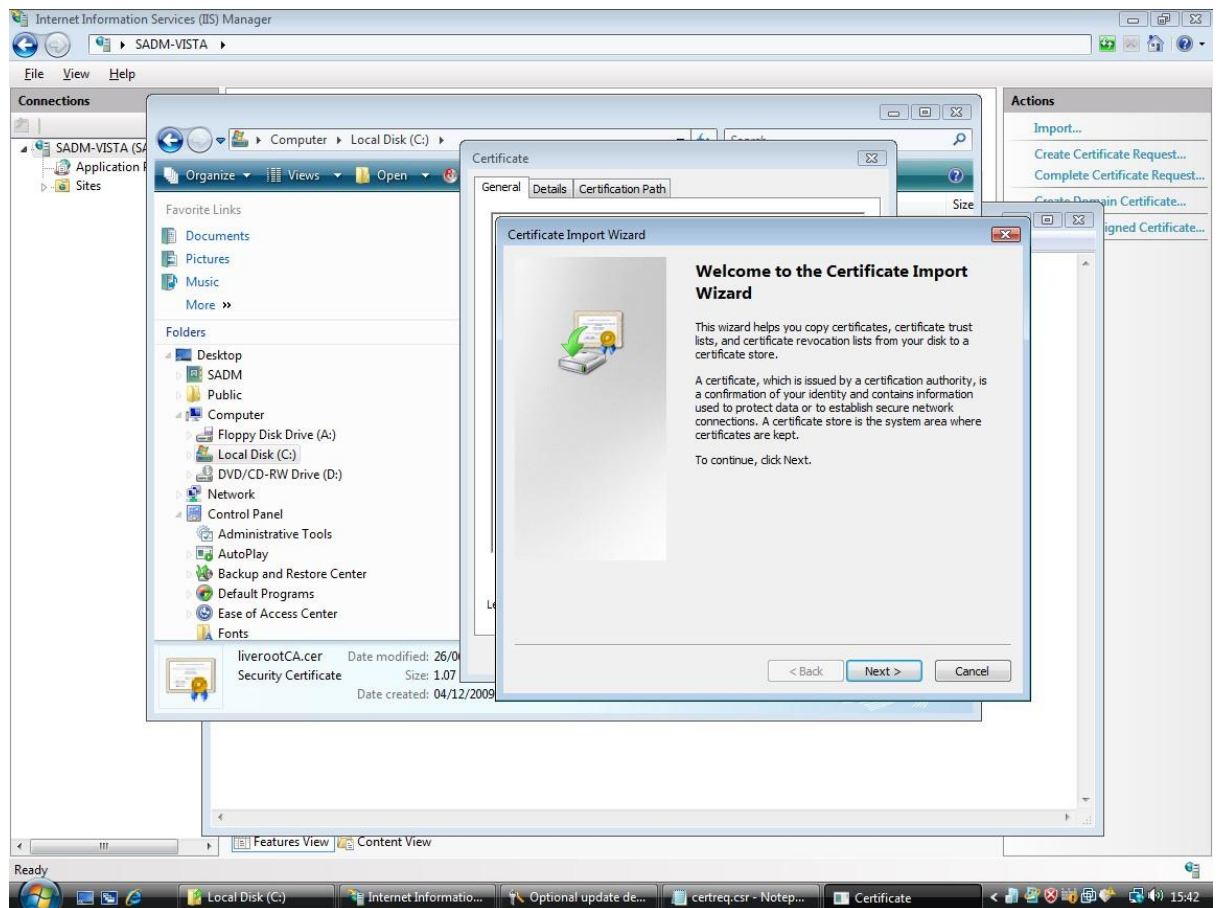 Internet Information Services (IIS) Manager
SADM-VISTA
File View Help
Connections
SADM-VISTA (SA
Application P
Sites
Computer Local Disk (C:)
Search
Organize Views Open
Size
Favorite Links
Documents
Pictures
Music
More »
Folders
Desktop
SADM
Public
Computer
Floppy Disk Drive (A:)
Local Disk (C:)
DVD/CD-RW Drive (D:)
Network
Control Panel
Administrative Tools
AutoPlay
Backup and Restore Center
Default Programs
Ease of Access Center
Fonts
liverootCA.cer Date modified: 26/0
Security Certificate Size: 1.07
Date created: 04/12/2009
Certificate
General Details Certification Path
Certificate Import Wizard
Welcome to the Certificate Import
Wizard
This wizard helps you copy certificates, certificate trust
lists, and certificate revocation lists from your disk to a
certificate store.
A certificate, which is issued by a certification authority, is
a confirmation of your identity and contains information
used to protect data or to establish secure network
connections. A certificate store is the system area where
certificates are kept.
To continue, click Next.
< Back Next > Cancel
Actions
Import...
Create Certificate Request...
Complete Certificate Request...
Create Domain Certificate...
igned Certificate...
Features View Content View
Ready
Local Disk (C:) Internet Informatio... Optional update de... certreq.csr - Notep... Certificate 15:42